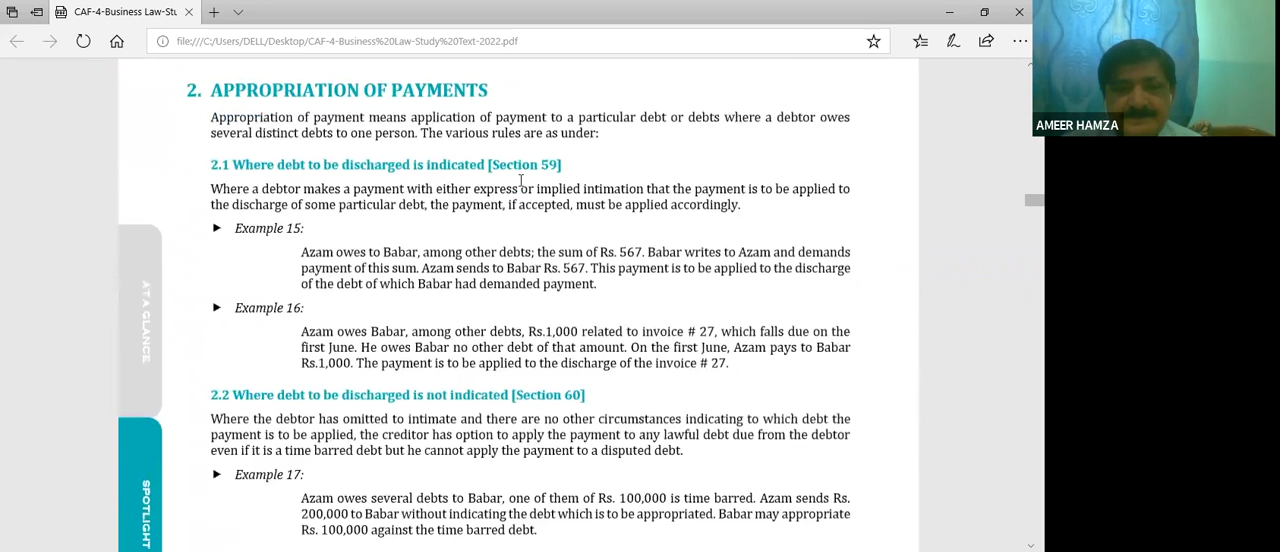 CAF-4-Business Law-Stu
file:///C:/Users/DELL/Desktop/CAF-4-Business%20Law-Study%20Text-2022.pdf
AMEER HAMZA
2. APPROPRIATION OF PAYMENTS
Appropriation of payment means application of payment to a particular debt or debts where a debtor owes
several distinct debts to one person. The various rules are as under:
2.1 Where debt to be discharged is indicated [Section 59]
Where a debtor makes a payment with either express or implied intimation that the payment is to be applied to
the discharge of some particular debt, the payment, if accepted, must be applied accordingly.
Example 15:
Azam owes to Babar, among other debts; the sum of Rs. 567. Babar writes to Azam and demands
payment of this sum. Azam sends to Babar Rs. 567. This payment is to be applied to the discharge
of the debt of which Babar had demanded payment.
Example 16:
Azam owes Babar, among other debts, Rs.1,000 related to invoice # 27, which falls due on the
first June. He owes Babar no other debt of that amount. On the first June, Azam pays to Babar
Rs.1,000. The payment is to be applied to the discharge of the invoice # 27.
2.2 Where debt to be discharged is not indicated [Section 60]
Where the debtor has omitted to intimate and there are no other circumstances indicating to which debt the
payment is to be applied, the creditor has option to apply the payment to any lawful debt due from the debtor
even if it is a time barred debt but he cannot apply the payment to a disputed debt.
Example 17:
Azam owes several debts to Babar, one of them of Rs. 100,000 is time barred. Azam sends Rs.
200,000 to Babar without indicating the debt which is to be appropriated. Babar may appropriate
Rs. 100,000 against the time barred debt.
AT A GLANCE
SPOTLIGHT